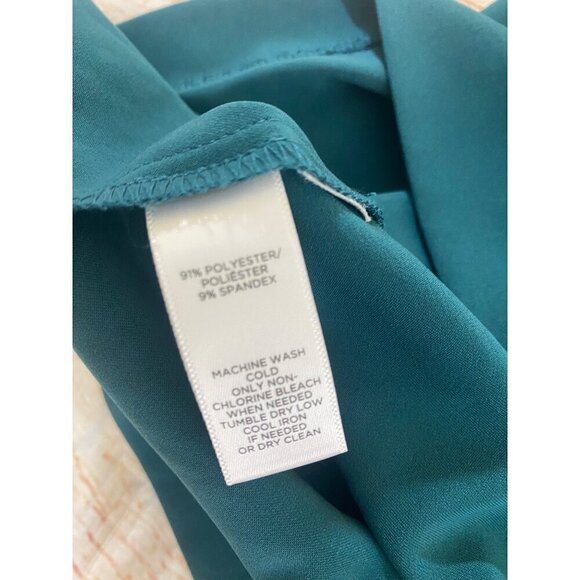 91% POLYESTER/
POLIÉSTER
9% SPANDEX
MACHINE WASH
COLD
ONLY NON-
CHLORINE BLEACH
WHEN NEEDED
TUMBLE DRY LOW
COOL IRON
IF NEEDED
OR DRY CLEAN